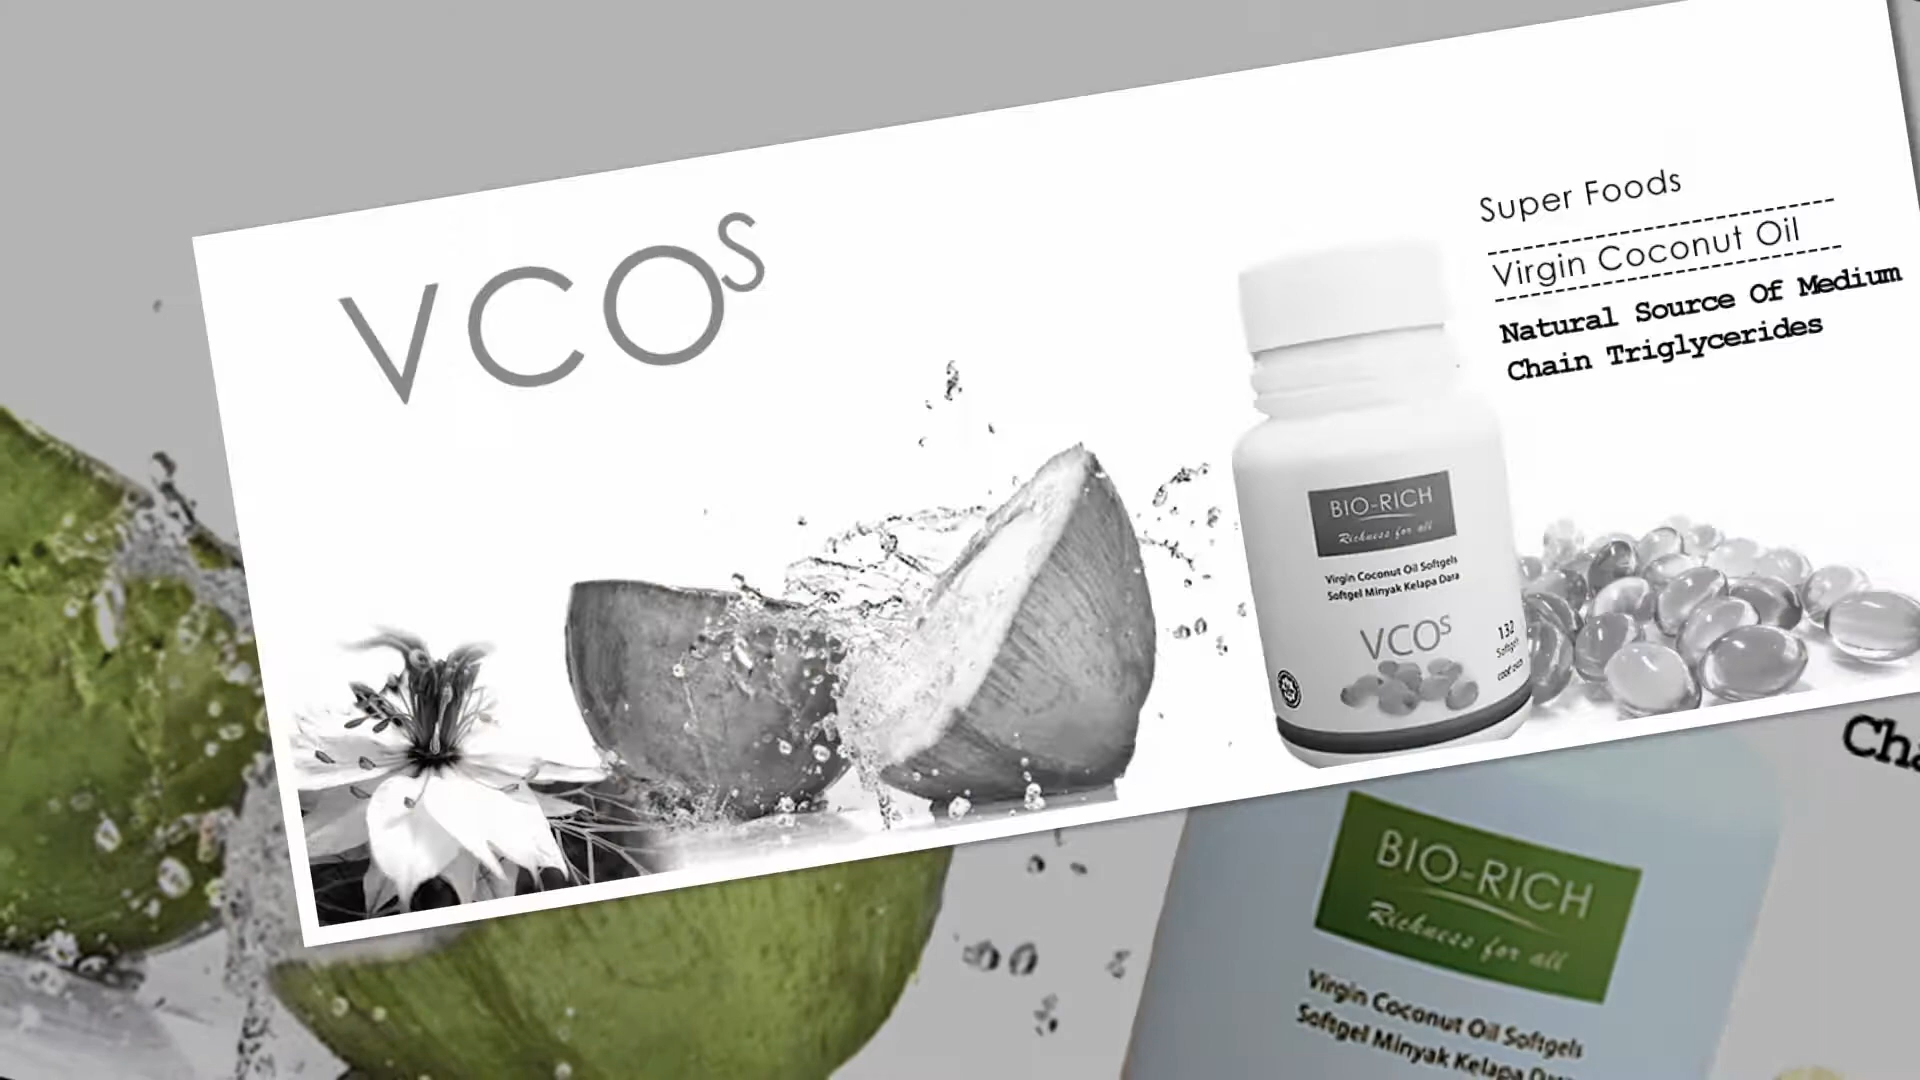 VCOS
Super Foods
Virgin Coconut Oil
Natural Source Of Medium
Chain Triglycerides
BIO-RICH
Richness for all
Virgin Coconut Oil Softgels
Softgel Minyak Kelapa Dara
VCOS
132
Softgels
BIO-RICH
Richness for all
Virgin Coconut Oil Softgels
Softgel Minyak Kelapa Dara